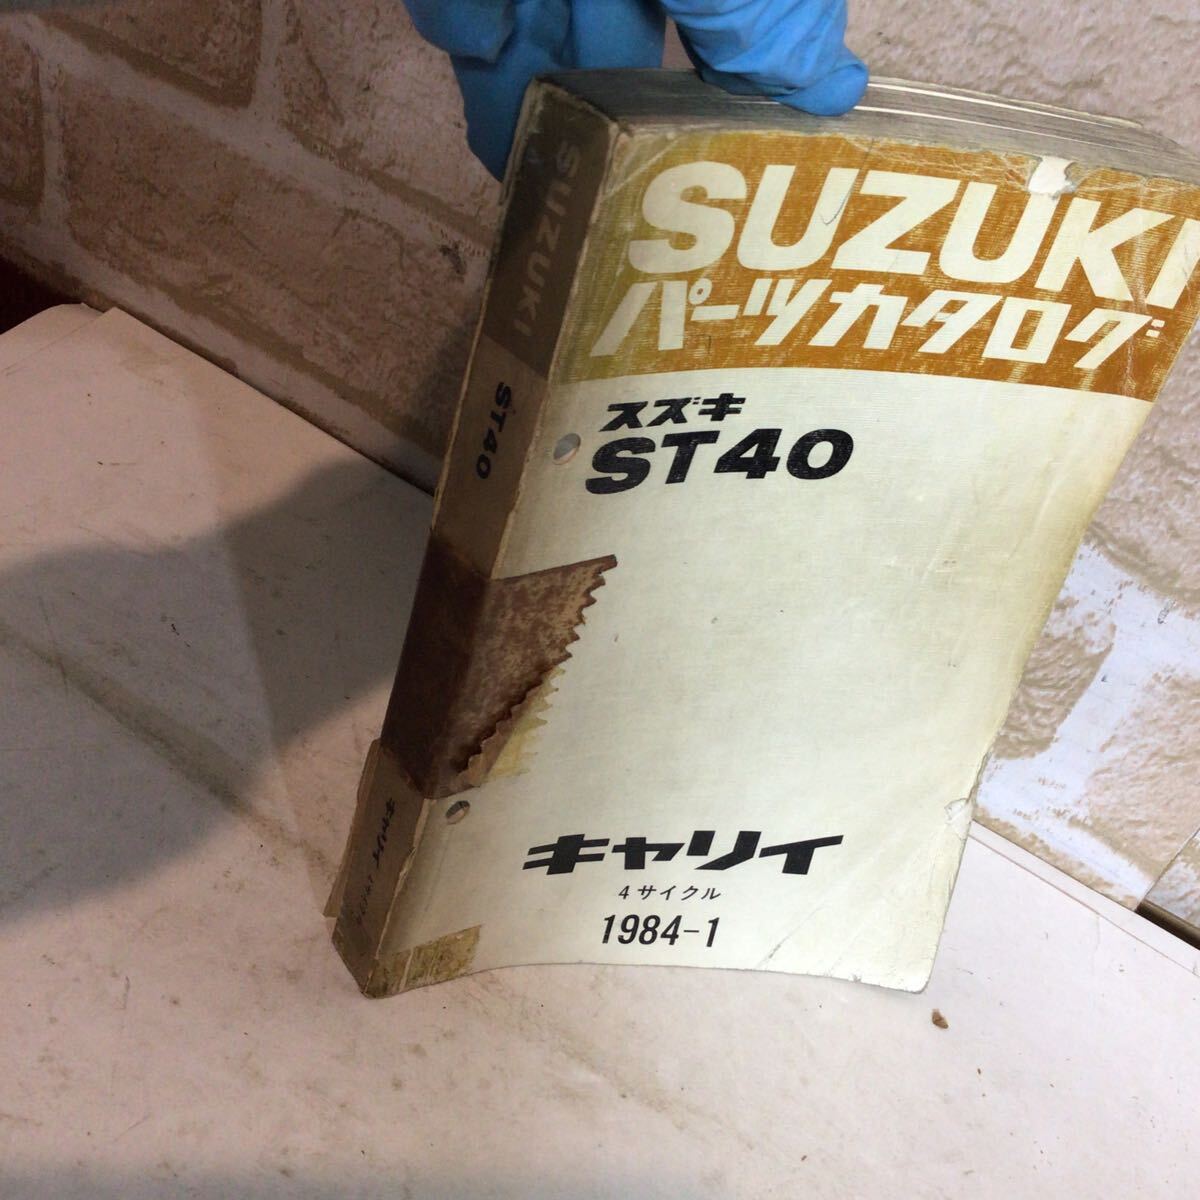 SUZUKI
パーツカタログ
スズキ
ST40
キャリイ
4サイクル
1984-1
SUZUKI
ST40
キャリイ